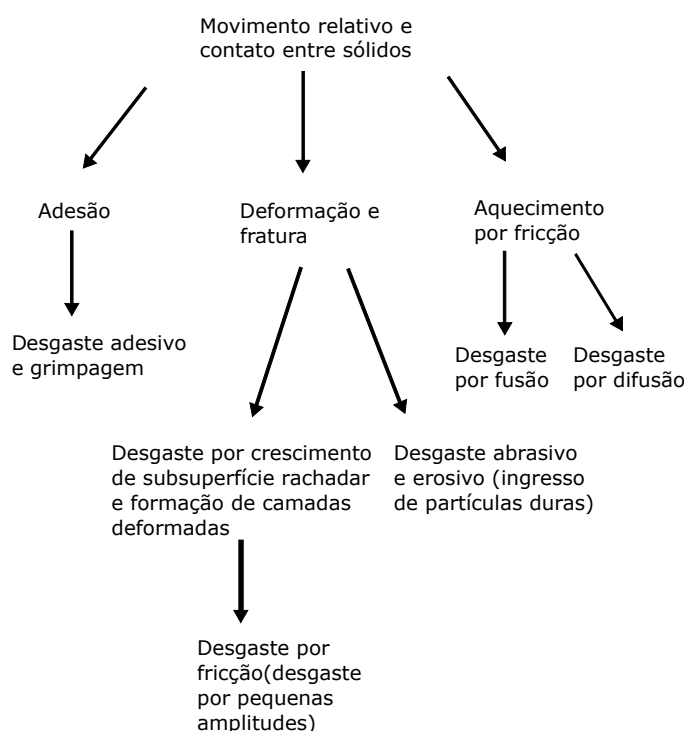 Movimento relativo e
contato entre sólidos
Adesão
Deformação e
fratura
Aquecimento
por fricção
Desgaste adesivo
e grimpagem
Desgaste
por fusão
Desgaste
por difusão
Desgaste por crescimento
de subsuperfície rachadar
e formação de camadas
deformadas
Desgaste abrasivo
e erosivo (ingresso
de partículas duras)
Desgaste por
fricção(desgaste
por pequenas
amplitudes)